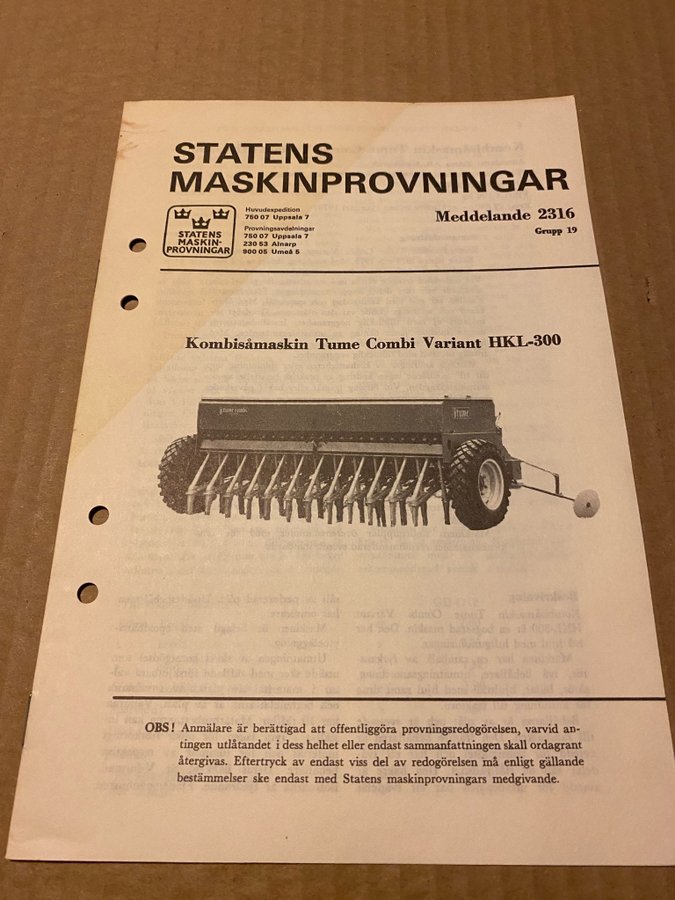 STATENS
MASKINPROVNINGAR
STATENS
MASKIN-
PROVNINGAR
Huvudexpedition
750 07 Uppsala 7
Provningsavdelningar
750 07 Uppsala 7
230 53 Alnarp
900 05 Umeå 5
Meddelande 2316
Grupp 19
Kombisåmaskin Tume Combi Variant HKL-300
tume combi
tume
OBS! Anmälare är berättigad att offentliggöra provningsredogörelsen, varvid an-
tingen utlåtandet i dess helhet eller endast sammanfattningen skall ordagrant
återgivas. Eftertryck av endast viss del av redogörelsen må enligt gällande
bestämmelser ske endast med Statens maskinprovningars medgivande.